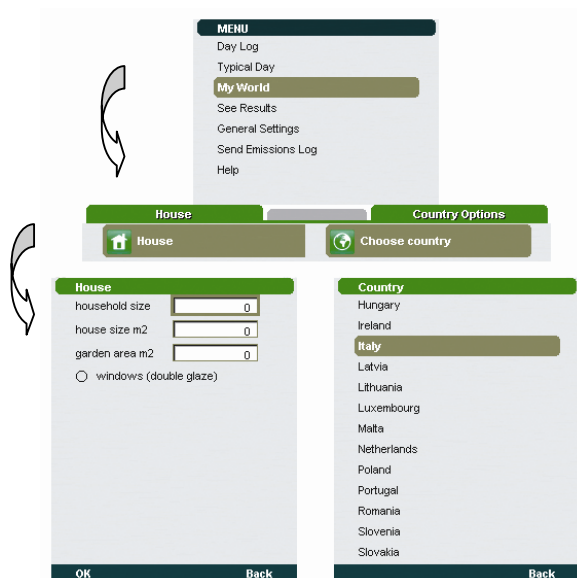 MENU
Day Log
Typical Day
My World
See Results
General Settings
Send Emissions Log
Help
House
Country Options
House
Choose country
House
household size 0
house size m2 0
garden area m2 0
windows (double glaze)
OK Back
Country
Hungary
Ireland
Italy
Latvia
Lithuania
Luxembourg
Malta
Netherlands
Poland
Portugal
Romania
Slovenia
Slovakia
Back